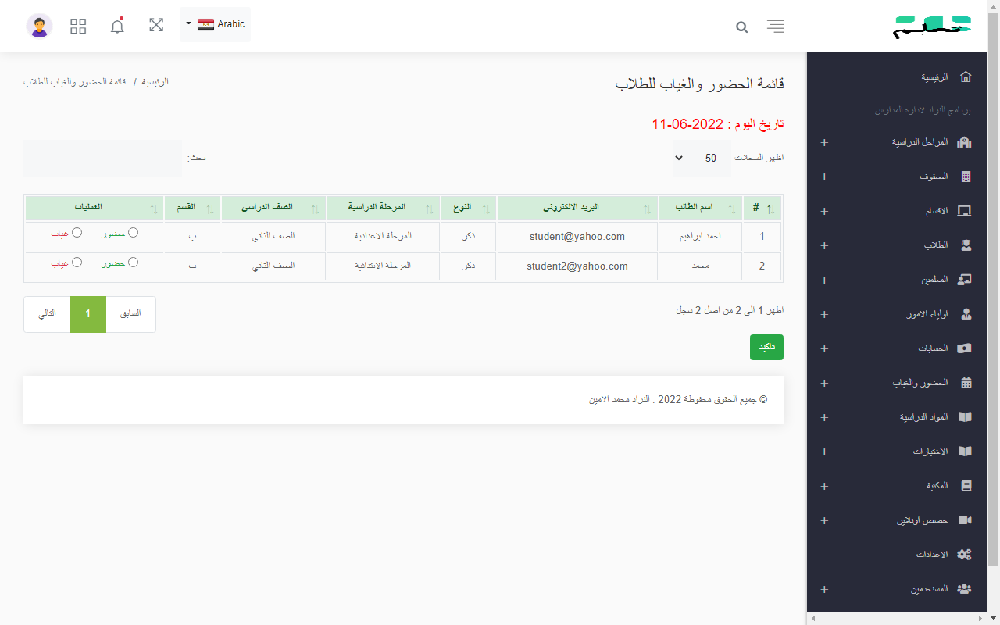 Arabic
الرئيسية
برنامج التراد لادارة المدارس
المراحل الدراسية
الصفوف
الاقسام
الطلاب
المعلمين
اولياء الامور
الحسابات
الحضور والغياب
المواد الدراسية
الاختبارات
المكتبة
حصص اونلاين
الاعدادات
المستخدمين
قائمة الحضور والغياب للطلاب
الرئيسية / قائمة الحضور والغياب للطلاب
تاريخ اليوم : 2022-06-11
اظهر السجلات 50
بحث:
# اسم الطالب البريد الالكتروني النوع المرحلة الدراسية الصف الدراسي القسم العمليات
1 احمد ابراهيم student@yahoo.com ذكر المرحلة الاعدادية الصف الثاني ب حضور غياب
2 محمد student2@yahoo.com ذكر المرحلة الابتدائية الصف الثاني ب حضور غياب
اظهر 1 الي 2 من اصل 2 سجل
السابق 1 التالي
تاكيد
© جميع الحقوق محفوظة 2022 . التراد محمد الامين